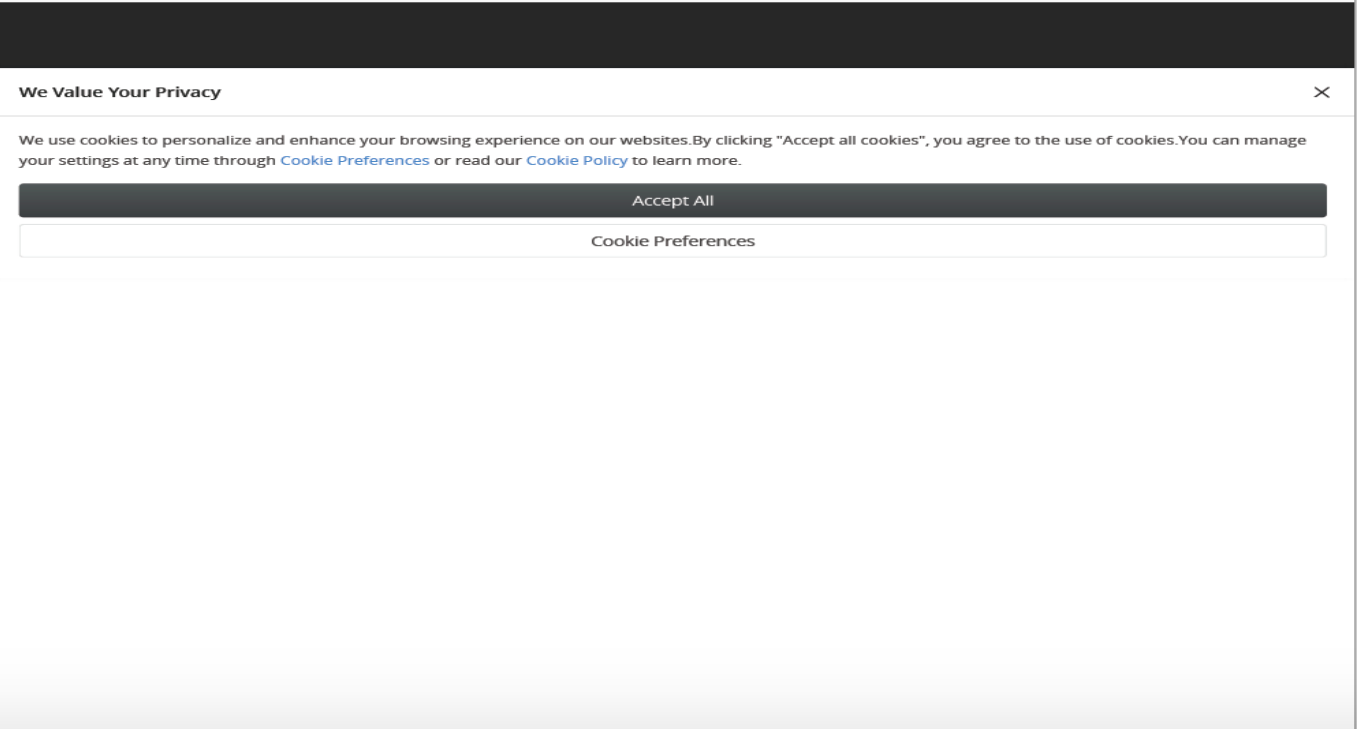 We Value Your Privacy
We use cookies to personalize and enhance your browsing experience on our websites.By clicking "Accept all cookies", you agree to the use of cookies.You can manage
your settings at any time through Cookie Preferences or read our Cookie Policy to learn more.
Accept All
Cookie Preferences